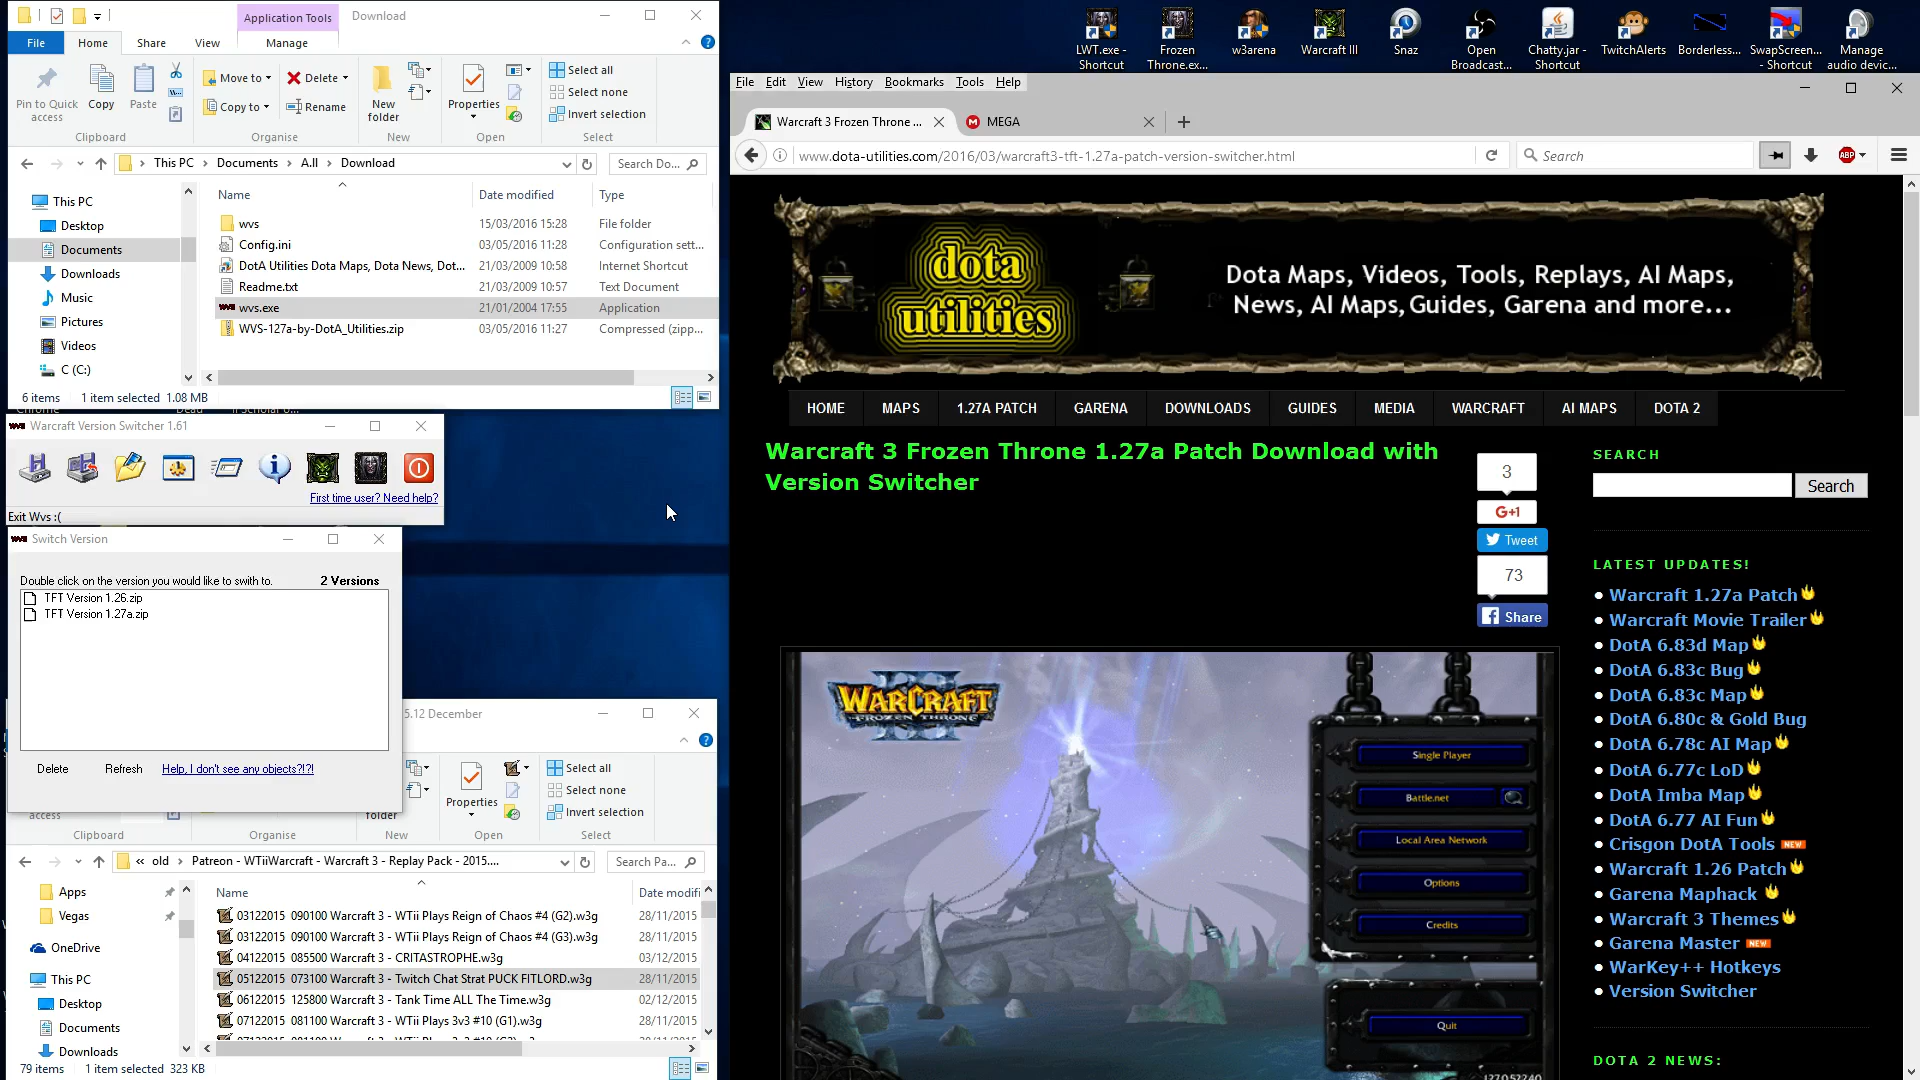 Application Tools
Download
File
Home
Share
View
Manage
Pin to Quick access
Copy
Paste
Move to
Copy to
Delete
Rename
New folder
Properties
Select all
Select none
Invert selection
Clipboard
Organise
New
Open
Select
This PC
Documents
A.ll
Download
Search Do...
Name
Date modified
Type
This PC
Desktop
Documents
Downloads
Music
Pictures
Videos
C (C:)
wvs 15/03/2016 15:28 File folder
Config.ini 03/05/2016 11:28 Configuration sett...
DotA Utilities Dota Maps, Dota News, Dot... 21/03/2009 10:58 Internet Shortcut
Readme.txt 21/03/2009 10:57 Text Document
wvs.exe 21/01/2004 17:55 Application
WVS-127a-by-DotA_Utilities.zip 03/05/2016 11:27 Compressed (zipp...
6 items 1 item selected 1.08 MB
Warcraft Version Switcher 1.61
First time user? Need help?
Exit Wvs :(
Switch Version
Double click on the version you would like to swith to.
2 Versions
TFT Version 1.26.zip
TFT Version 1.27a.zip
Delete
Refresh
Help, I don't see any objects?!?!
5.12 December
Properties
Select all
Select none
Invert selection
access
folder
Clipboard
Organise
New
Open
Select
« old
Patreon - WTiiWarcraft - Warcraft 3 - Replay Pack - 2015....
Search Pa...
Name
Date modifi
Apps
Vegas
OneDrive
This PC
Desktop
Documents
Downloads
03122015 090100 Warcraft 3 - WTii Plays Reign of Chaos #4 (G2).w3g 28/11/2015
03122015 090100 Warcraft 3 - WTii Plays Reign of Chaos #4 (G3).w3g 28/11/2015
04122015 085500 Warcraft 3 - CRITASTROPHE.w3g 03/12/2015
05122015 073100 Warcraft 3 - Twitch Chat Strat PUCK FITLORD.w3g 28/11/2015
06122015 125800 Warcraft 3 - Tank Time ALL The Time.w3g 02/12/2015
07122015 081100 Warcraft 3 - WTii Plays 3v3 #10 (G1).w3g 28/11/2015
79 items 1 item selected 323 KB
LWT.exe - Shortcut
Frozen Throne.ex...
w3arena
Warcraft III
Snaz
Open Broadcast...
Chatty.jar - Shortcut
TwitchAlerts
Borderless...
SwapScreen... - Shortcut
Manage audio devic...
File Edit View History Bookmarks Tools Help
Warcraft 3 Frozen Throne ...
MEGA
www.dota-utilities.com/2016/03/warcraft3-tft-1.27a-patch-version-switcher.html
Search
ABP
dota utilities
Dota Maps, Videos, Tools, Replays, AI Maps,
News, AI Maps, Guides, Garena and more...
HOME
MAPS
1.27A PATCH
GARENA
DOWNLOADS
GUIDES
MEDIA
WARCRAFT
AI MAPS
DOTA 2
Warcraft 3 Frozen Throne 1.27a Patch Download with
Version Switcher
3
G+1
Tweet
73
Share
SEARCH
Search
LATEST UPDATES!
Warcraft 1.27a Patch
Warcraft Movie Trailer
DotA 6.83d Map
DotA 6.83c Bug
DotA 6.83c Map
DotA 6.80c & Gold Bug
DotA 6.78c AI Map
DotA 6.77c LoD
DotA Imba Map
DotA 6.77 AI Fun
Crisgon DotA Tools NEW
Warcraft 1.26 Patch
Garena Maphack
Warcraft 3 Themes
Garena Master NEW
WarKey++ Hotkeys
Version Switcher
DOTA 2 NEWS:
WARCRAFT III
FROZEN THRONE
Single Player
Battle.net
Local Area Network
Options
Credits
Quit